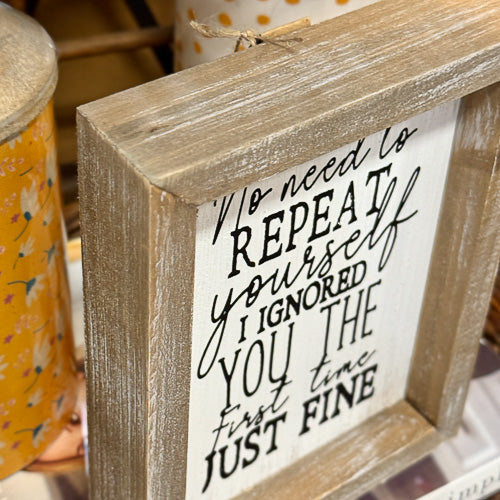 No need to
REPEAT
yourself
I IGNORED
YOU THE
First time
JUST FINE